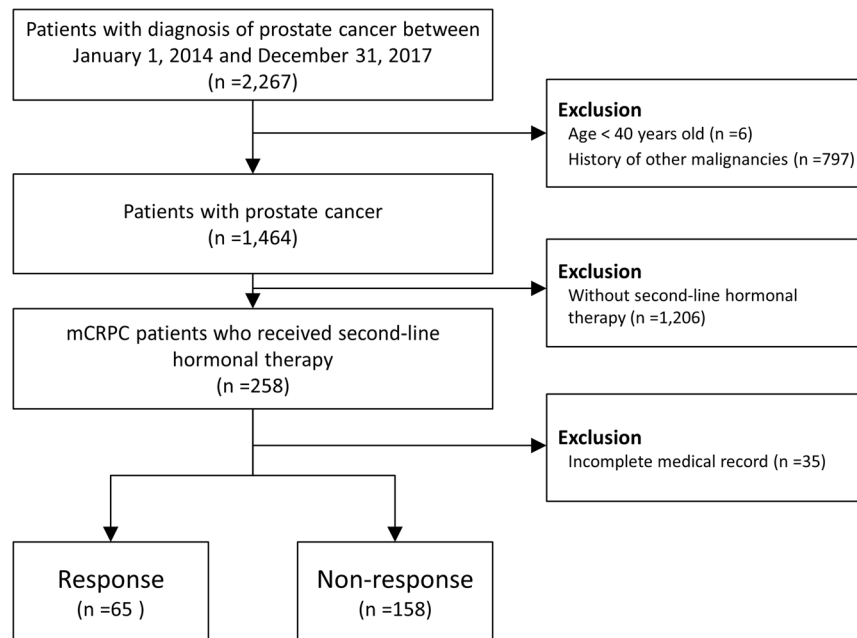 Patients with diagnosis of prostate cancer between
January 1, 2014 and December 31, 2017
(n =2,267)
Exclusion
Age < 40 years old (n =6)
History of other malignancies (n =797)
Patients with prostate cancer
(n =1,464)
Exclusion
Without second-line hormonal
therapy (n =1,206)
mCRPC patients who received second-line
hormonal therapy
(n =258)
Exclusion
Incomplete medical record (n =35)
Response
(n =65 )
Non-response
(n =158)